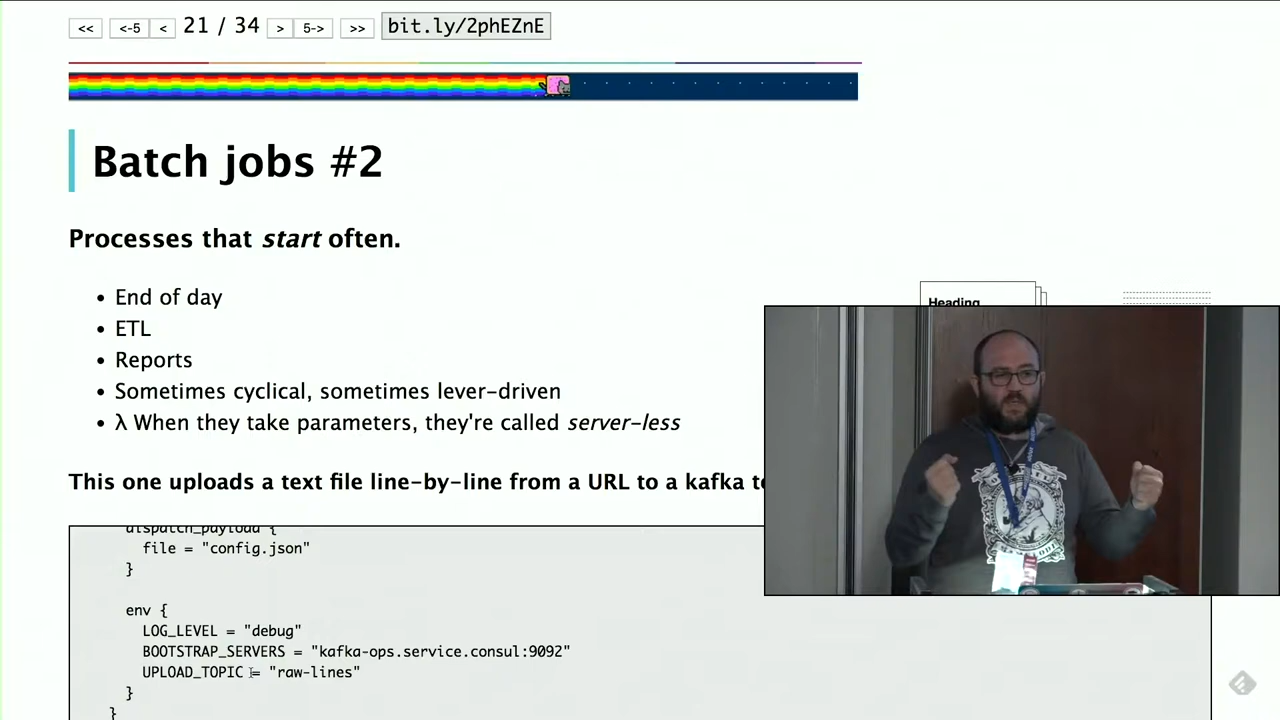 << <-5 < 21 / 34 > 5-> >> bit.ly/2phEZnE
Batch jobs #2
Processes that start often.
• End of day
• ETL
• Reports
• Sometimes cyclical, sometimes lever-driven
• λ When they take parameters, they're called server-less
Heading
This one uploads a text file line-by-line from a URL to a kafka
dispatch_payload {
file = "config.json"
}
env {
LOG_LEVEL = "debug"
BOOTSTRAP_SERVERS = "kafka-ops.service.consul:9092"
UPLOAD_TOPIC = "raw-lines"
}
}